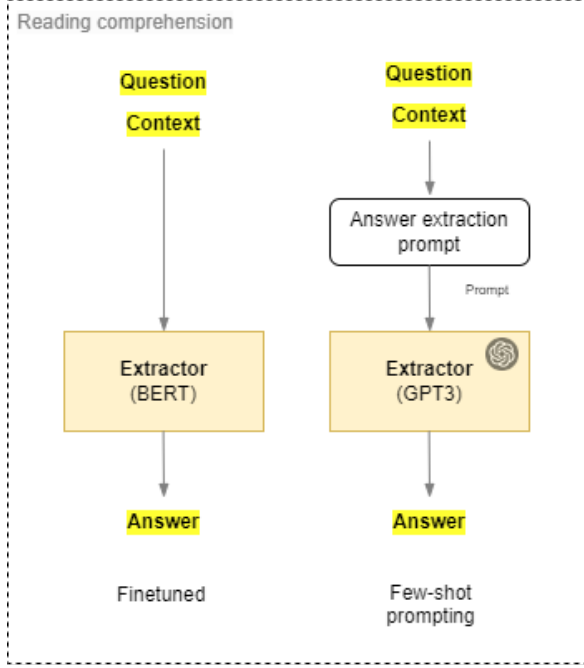 Reading comprehension
Question
Context
Extractor
(BERT)
Answer
Finetuned
Question
Context
Answer extraction
prompt
Prompt
Extractor
(GPT3)
Answer
Few-shot
prompting